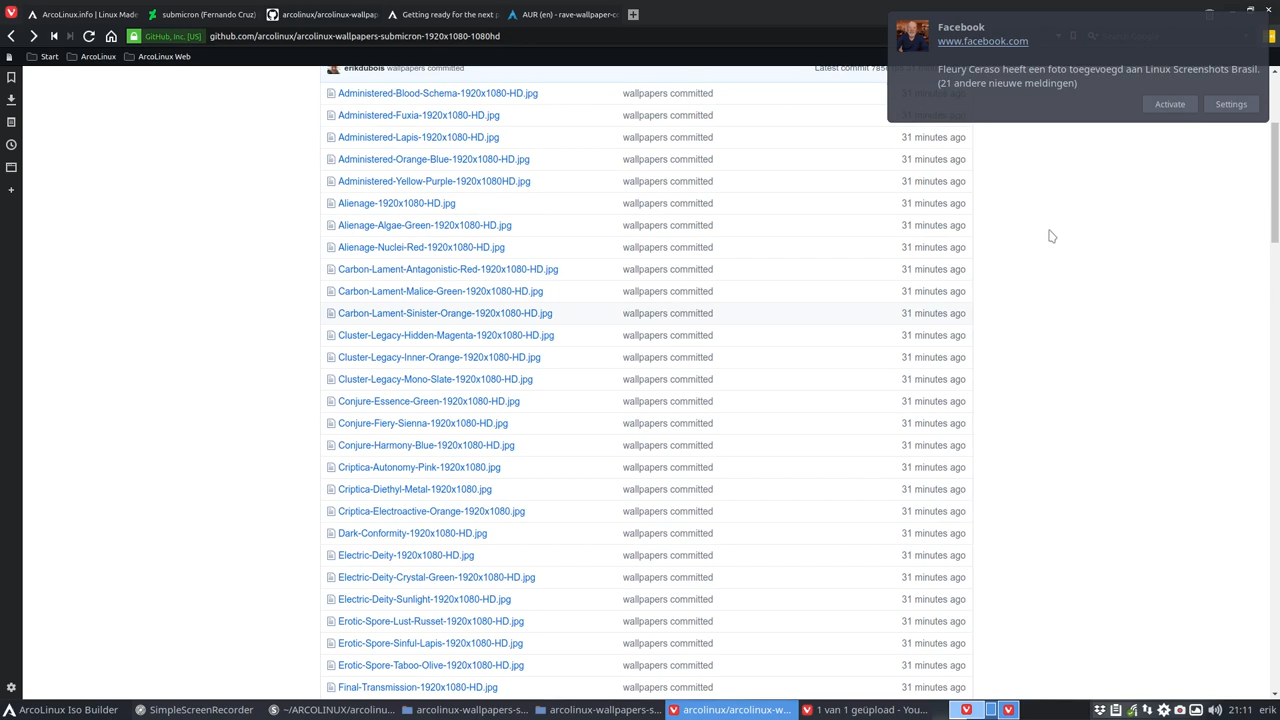 ArcoLinux.info | Linux Made
submicron (Fernando Cruz)
arcolinux/arcolinux-wallpap
Getting ready for the next p
AUR (en) - rave-wallpaper-co
GitHub, Inc. [US]
github.com/arcolinux/arcolinux-wallpapers-submicron-1920x1080-1080hd
Start
ArcoLinux
ArcoLinux Web
Facebook
www.facebook.com
Fleury Ceraso heeft een foto toegevoegd aan Linux Screenshots Brasil.
(21 andere nieuwe meldingen)
Activate
Settings
erikdubois wallpapers committed
Latest commit 785
Administered-Blood-Schema-1920x1080-HD.jpg wallpapers committed 31 minutes ago
Administered-Fuxia-1920x1080-HD.jpg wallpapers committed
Administered-Lapis-1920x1080-HD.jpg wallpapers committed 31 minutes ago
Administered-Orange-Blue-1920x1080-HD.jpg wallpapers committed 31 minutes ago
Administered-Yellow-Purple-1920x1080HD.jpg wallpapers committed 31 minutes ago
Alienage-1920x1080-HD.jpg wallpapers committed 31 minutes ago
Alienage-Algae-Green-1920x1080-HD.jpg wallpapers committed 31 minutes ago
Alienage-Nuclei-Red-1920x1080-HD.jpg wallpapers committed 31 minutes ago
Carbon-Lament-Antagonistic-Red-1920x1080-HD.jpg wallpapers committed 31 minutes ago
Carbon-Lament-Malice-Green-1920x1080-HD.jpg wallpapers committed 31 minutes ago
Carbon-Lament-Sinister-Orange-1920x1080-HD.jpg wallpapers committed 31 minutes ago
Cluster-Legacy-Hidden-Magenta-1920x1080-HD.jpg wallpapers committed 31 minutes ago
Cluster-Legacy-Inner-Orange-1920x1080-HD.jpg wallpapers committed 31 minutes ago
Cluster-Legacy-Mono-Slate-1920x1080-HD.jpg wallpapers committed 31 minutes ago
Conjure-Essence-Green-1920x1080-HD.jpg wallpapers committed 31 minutes ago
Conjure-Fiery-Sienna-1920x1080-HD.jpg wallpapers committed 31 minutes ago
Conjure-Harmony-Blue-1920x1080-HD.jpg wallpapers committed 31 minutes ago
Criptica-Autonomy-Pink-1920x1080.jpg wallpapers committed 31 minutes ago
Criptica-Diethyl-Metal-1920x1080.jpg wallpapers committed 31 minutes ago
Criptica-Electroactive-Orange-1920x1080.jpg wallpapers committed 31 minutes ago
Dark-Conformity-1920x1080-HD.jpg wallpapers committed 31 minutes ago
Electric-Deity-1920x1080-HD.jpg wallpapers committed 31 minutes ago
Electric-Deity-Crystal-Green-1920x1080-HD.jpg wallpapers committed 31 minutes ago
Electric-Deity-Sunlight-1920x1080-HD.jpg wallpapers committed 31 minutes ago
Erotic-Spore-Lust-Russet-1920x1080-HD.jpg wallpapers committed 31 minutes ago
Erotic-Spore-Sinful-Lapis-1920x1080-HD.jpg wallpapers committed 31 minutes ago
Erotic-Spore-Taboo-Olive-1920x1080-HD.jpg wallpapers committed 31 minutes ago
Final-Transmission-1920x1080-HD.jpg wallpapers committed 31 minutes ago
ArcoLinux Iso Builder
SimpleScreenRecorder
~/ARCOLINUX/arcolinu...
arcolinux-wallpapers-s...
arcolinux-wallpapers-s...
arcolinux/arcolinux-w...
1 van 1 geüpload - You...
21:11
erik